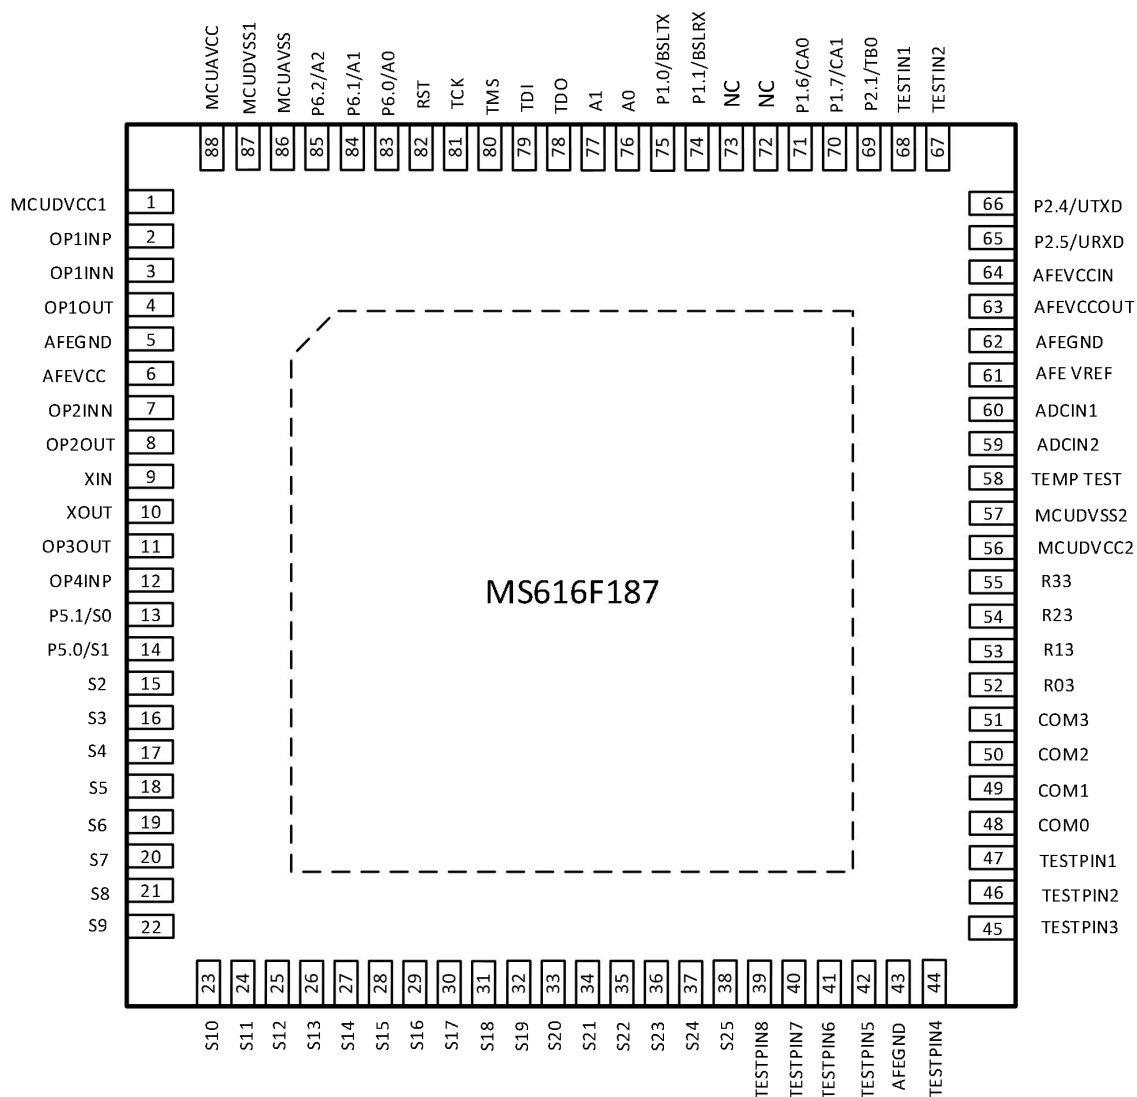 MCUAVCC
MCUDVSS1
MCUAVSS
P6.2/A2
P6.1/A1
P6.0/A0
RST
TCK
TMS
TDI
TDO
A1
A0
P1.0/BSLTX
P1.1/BSLRX
NC
NC
P1.6/CA0
P1.7/CA1
P2.1/TB0
TESTIN1
TESTIN2
88
87
86
85
84
83
82
81
80
79
78
77
76
75
74
73
72
71
70
69
68
67
MCUDVCC1 1
OP1INP 2
OP1INN 3
OP1OUT 4
AFEGND 5
AFEVCC 6
OP2INN 7
OP2OUT 8
XIN 9
XOUT 10
OP3OUT 11
OP4INP 12
P5.1/S0 13
P5.0/S1 14
S2 15
S3 16
S4 17
S5 18
S6 19
S7 20
S8 21
S9 22
MS616F187
66 P2.4/UTXD
65 P2.5/URXD
64 AFEVCCIN
63 AFEVCCOUT
62 AFEGND
61 AFE VREF
60 ADCIN1
59 ADCIN2
58 TEMP TEST
57 MCUDVSS2
56 MCUDVCC2
55 R33
54 R23
53 R13
52 R03
51 COM3
50 COM2
49 COM1
48 COM0
47 TESTPIN1
46 TESTPIN2
45 TESTPIN3
23
24
25
26
27
28
29
30
31
32
33
34
35
36
37
38
39
40
41
42
43
44
S10
S11
S12
S13
S14
S15
S16
S17
S18
S19
S20
S21
S22
S23
S24
S25
TESTPIN8
TESTPIN7
TESTPIN6
TESTPIN5
AFEGND
TESTPIN4